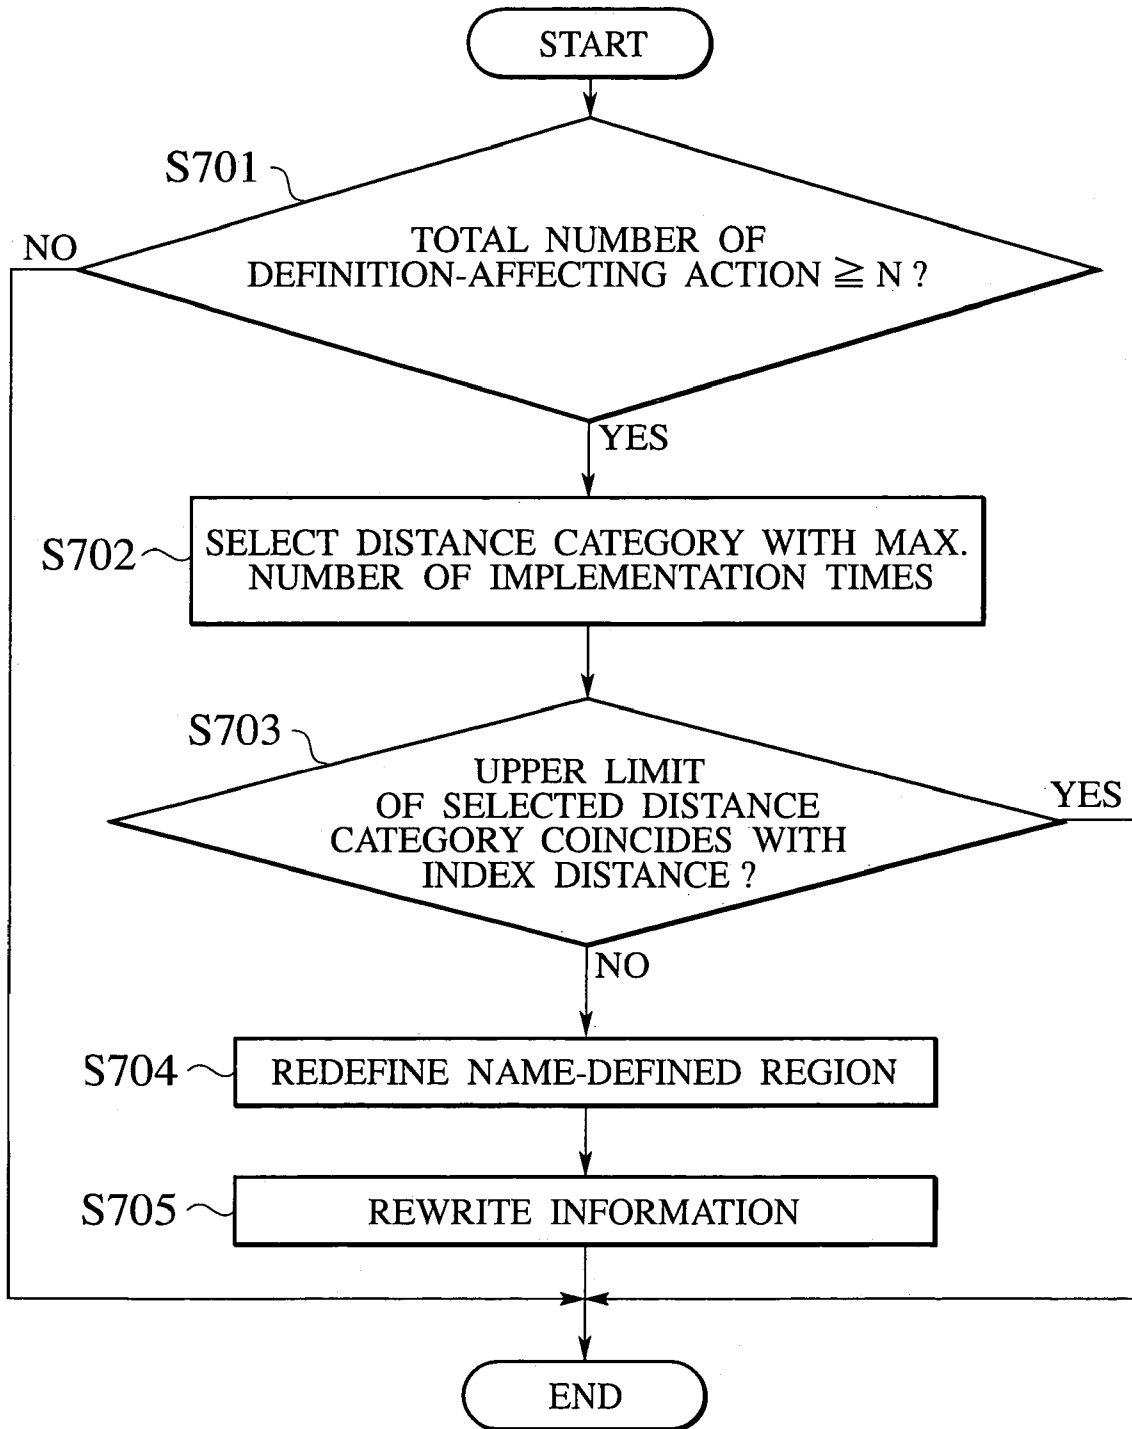 START
S701
NO
TOTAL NUMBER OF
DEFINITION-AFFECTING ACTION ≧ N ?
YES
S702
SELECT DISTANCE CATEGORY WITH MAX.
NUMBER OF IMPLEMENTATION TIMES
S703
UPPER LIMIT
OF SELECTED DISTANCE
CATEGORY COINCIDES WITH
INDEX DISTANCE ?
YES
NO
S704
REDEFINE NAME-DEFINED REGION
S705
REWRITE INFORMATION
END